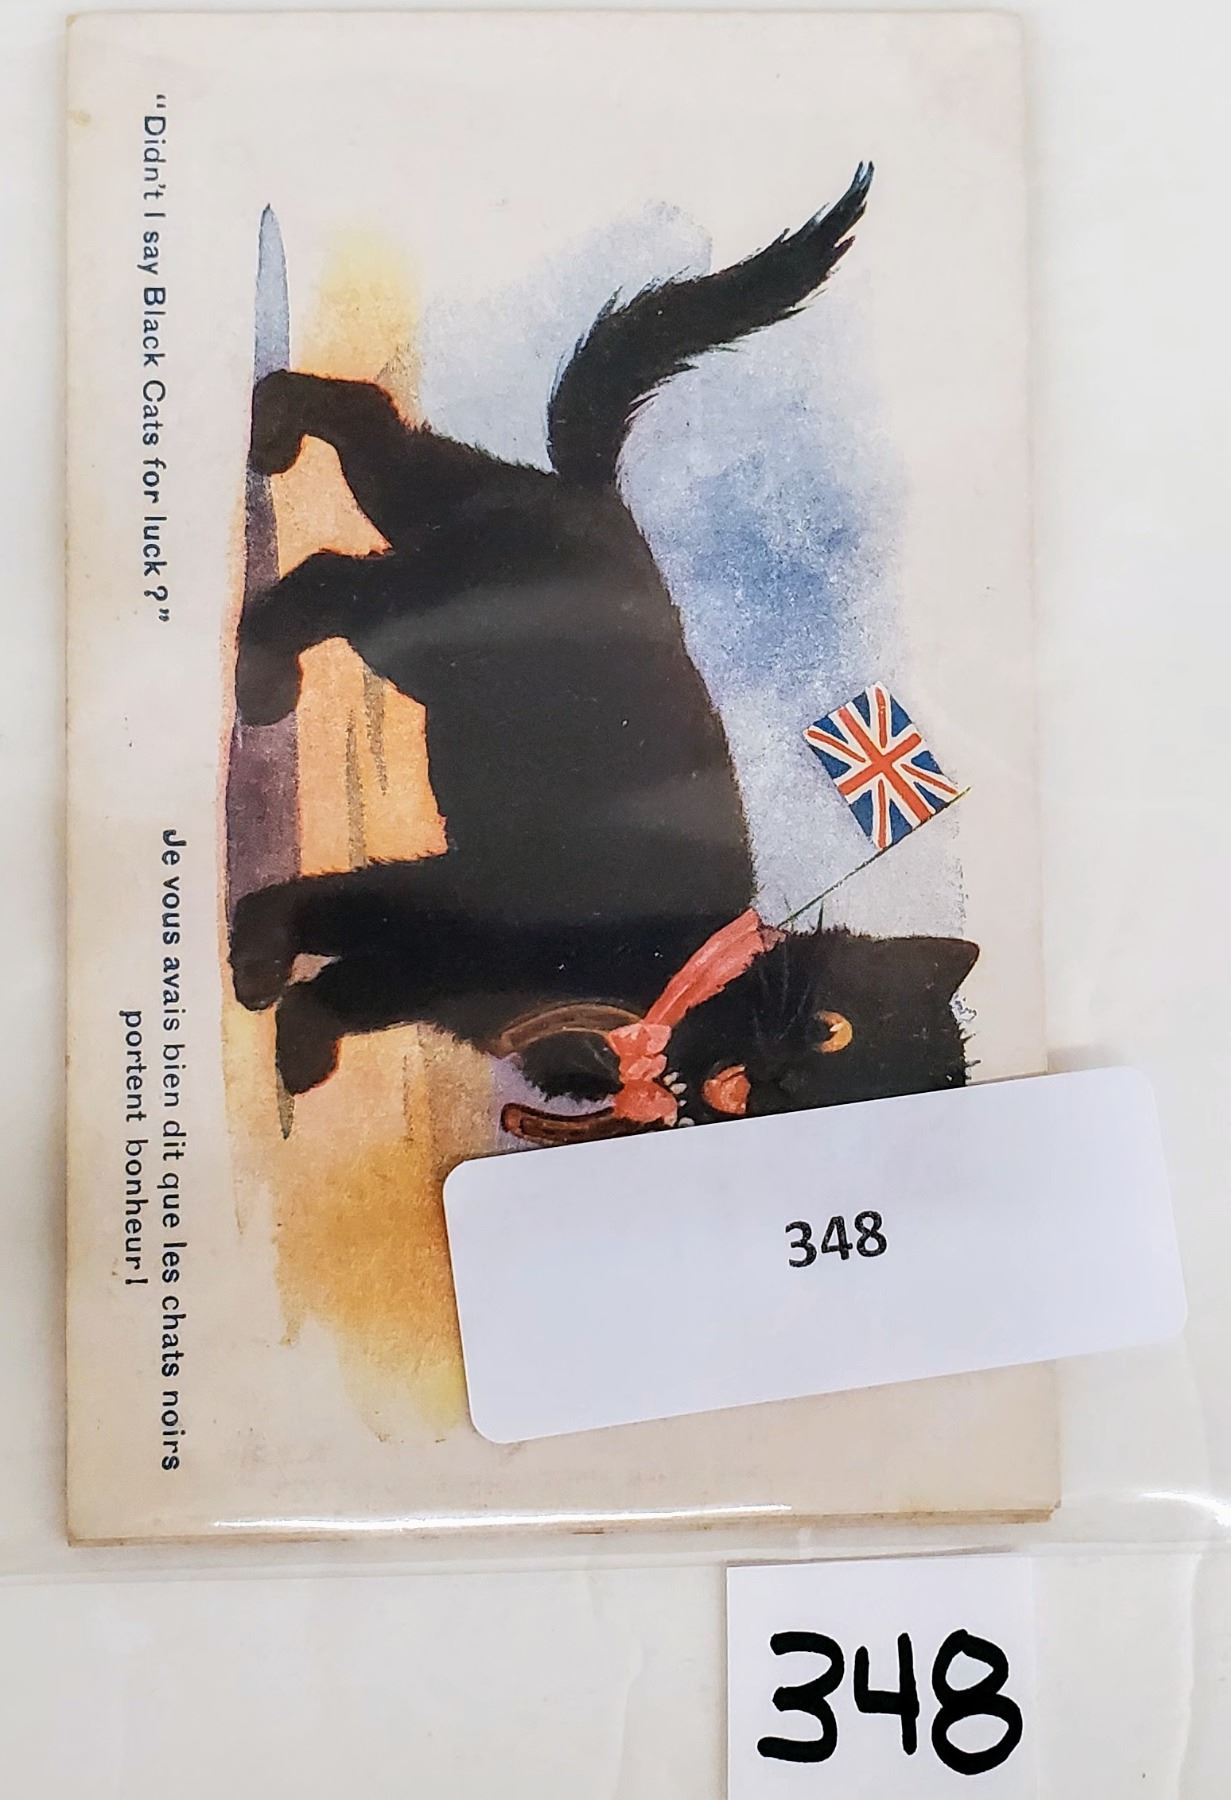 "Didn't I say Black Cats for luck?"
Je vous avais bien dit que les chats noirs
portent bonheur!
348
348